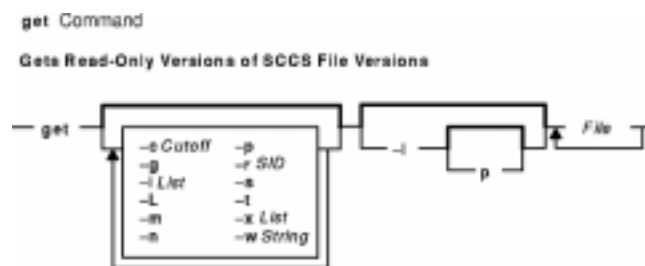 get Command
Gets Read-Only Versions of SCCS File Versions
get
-c Cutoff -p
-g -r SID
-i List -s
-L -t
-m -x List
-n -w String
-l
p
File